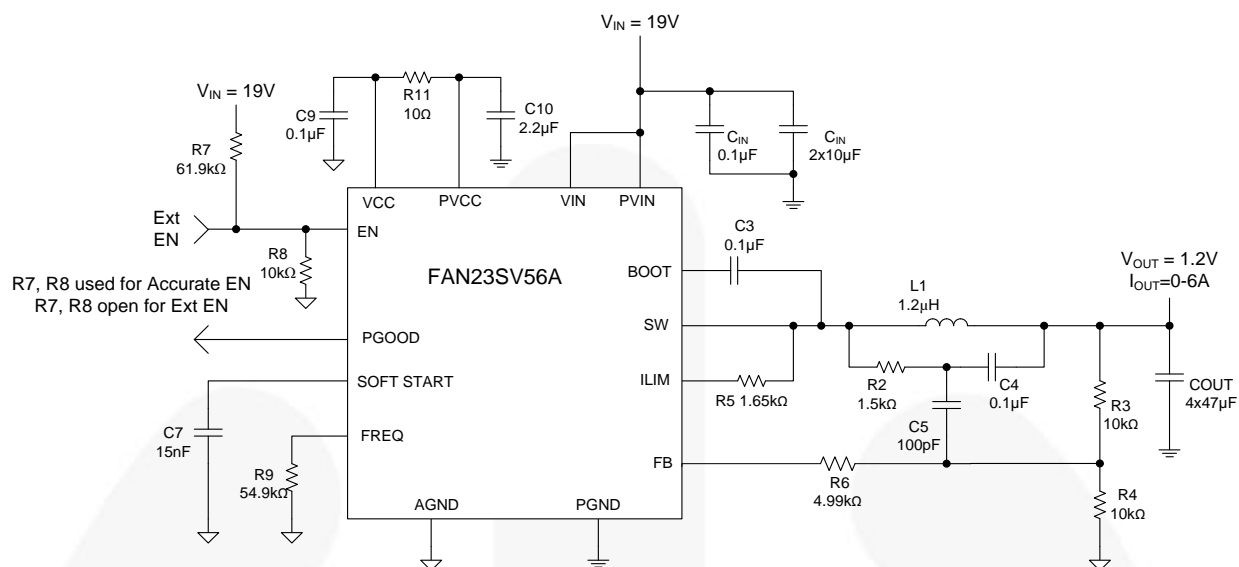 V_IN = 19V
V_IN = 19V
C9
0.1µF
R11
10Ω
C10
2.2µF
C_IN
0.1µF
C_IN
2x10µF
R7
61.9kΩ
VCC
PVCC
VIN
PVIN
Ext
EN
EN
R8
10kΩ
C3
0.1µF
FAN23SV56A
BOOT
V_OUT = 1.2V
I_OUT=0-6A
R7, R8 used for Accurate EN
R7, R8 open for Ext EN
L1
1.2µH
SW
PGOOD
SOFT START
ILIM
R5 1.65kΩ
R2
1.5kΩ
C4
0.1µF
R3
10kΩ
COUT
4x47µF
C7
15nF
FREQ
C5
100pF
R9
54.9kΩ
FB
R6
4.99kΩ
R4
10kΩ
AGND
PGND